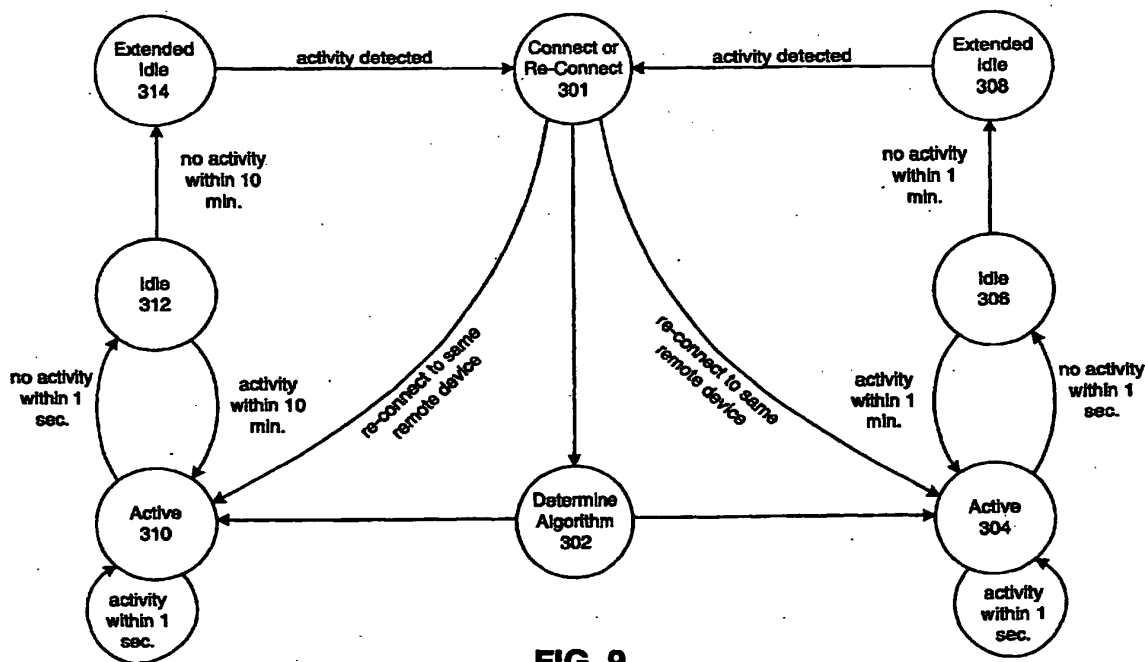 Extended
Idle
314
activity detected
Connect or
Re-Connect
301
activity detected
Extended
Idle
308
no activity
within 10
min.
no activity
within 1
min.
Idle
312
Idle
306
no activity
within 1
sec.
activity
within 10
min.
re-connect to same
remote device
re-connect to same
remote device
activity
within 1
min.
no activity
within 1
sec.
Active
310
Determine
Algorithm
302
Active
304
activity
within 1
sec.
activity
within 1
sec.
FIG. 9